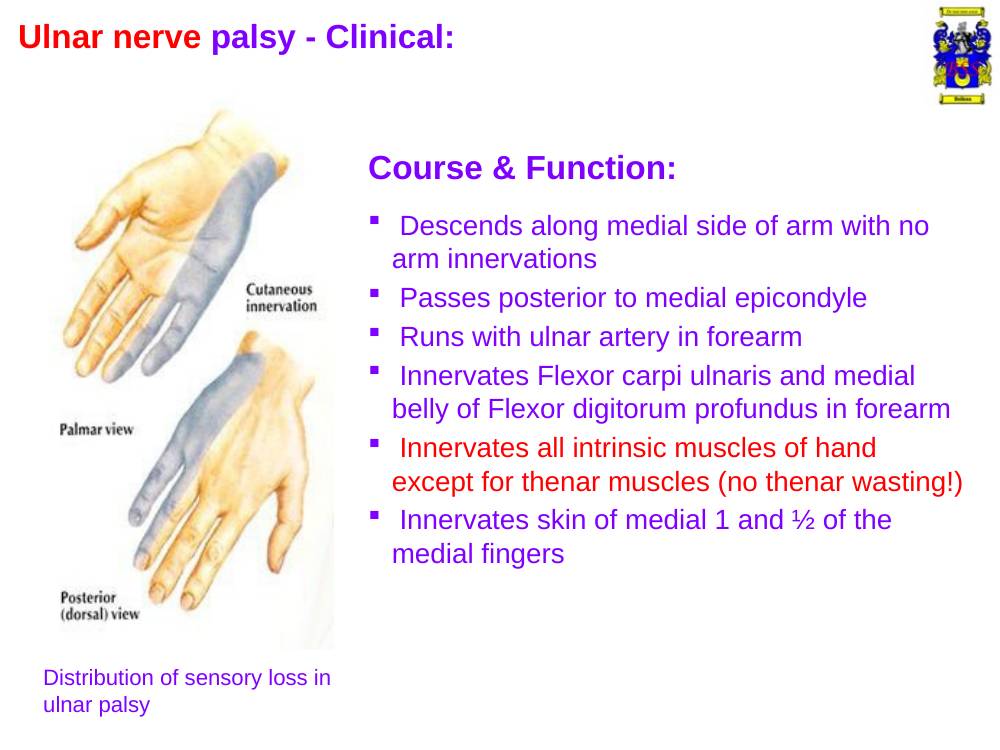 Ulnar nerve palsy - Clinical:
Course & Function:
▪ Descends along medial side of arm with no
arm innervations
▪ Passes posterior to medial epicondyle
▪ Runs with ulnar artery in forearm
▪ Innervates Flexor carpi ulnaris and medial
belly of Flexor digitorum profundus in forearm
▪ Innervates all intrinsic muscles of hand
except for thenar muscles (no thenar wasting!)
▪ Innervates skin of medial 1 and ½ of the
medial fingers
Cutaneous
innervation
Palmar view
Posterior
(dorsal) view
Distribution of sensory loss in
ulnar palsy